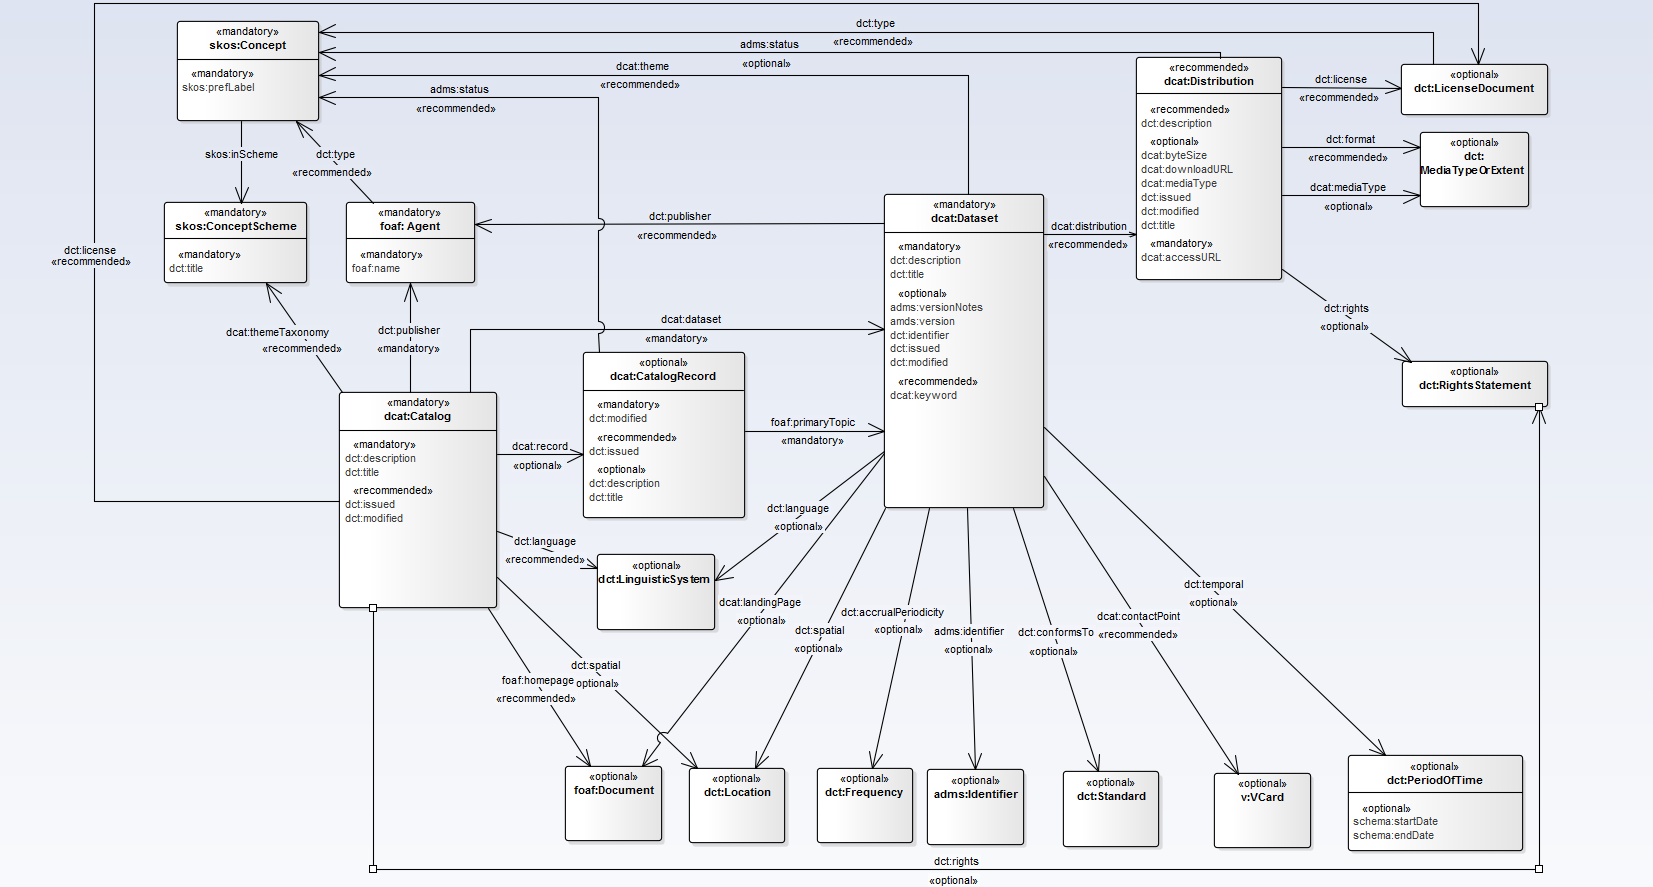 dct:type
«recommended»
adms:status
«optional»
dcat:theme
«recommended»
adms:status
«recommended»
«mandatory»
skos:Concept
«mandatory»
skos:prefLabel
«recommended»
dcat:Distribution
«recommended»
dct:description
«optional»
dcat:byteSize
dcat:downloadURL
dcat:mediaType
dct:issued
dct:modified
dct:title
«mandatory»
dcat:accessURL
dct:license
«recommended»
«optional»
dct:LicenseDocument
dct:format
«recommended»
dcat:mediaType
«optional»
«optional»
dct:
MediaTypeOrExtent
skos:inScheme
dct:type
«recommended»
«mandatory»
skos:ConceptScheme
«mandatory»
dct:title
«mandatory»
foaf: Agent
«mandatory»
foaf:name
dct:publisher
«recommended»
«mandatory»
dcat:Dataset
«mandatory»
dct:description
dct:title
«optional»
adms:versionNotes
amds:version
dct:identifier
dct:issued
dct:modified
«recommended»
dcat:keyword
dcat:distribution
«recommended»
dct:license
«recommended»
dct:rights
«optional»
«optional»
dct:RightsStatement
dcat:themeTaxonomy
«recommended»
dct:publisher
«mandatory»
dcat:dataset
«mandatory»
«optional»
dcat:CatalogRecord
«mandatory»
dct:modified
«recommended»
dct:issued
«optional»
dct:description
dct:title
foaf:primaryTopic
«mandatory»
«mandatory»
dcat:Catalog
«mandatory»
dct:description
dct:title
«recommended»
dct:issued
dct:modified
dcat:record
«optional»
dct:language
«recommended»
«optional»
dct:LinguisticSystem
dct:language
«optional»
dcat:landingPage
«optional»
dct:spatial
«optional»
dct:accrualPeriodicity
«optional»
adms:identifier
«optional»
dct:conformsTo
«optional»
dcat:contactPoint
«recommended»
dct:temporal
«optional»
dct:spatial
optional»
foaf:homepage
«recommended»
«optional»
foaf:Document
«optional»
dct:Location
«optional»
dct:Frequency
«optional»
adms:Identifier
«optional»
dct:Standard
«optional»
v:VCard
«optional»
dct:PeriodOfTime
«optional»
schema:startDate
schema:endDate
dct:rights
«optional»